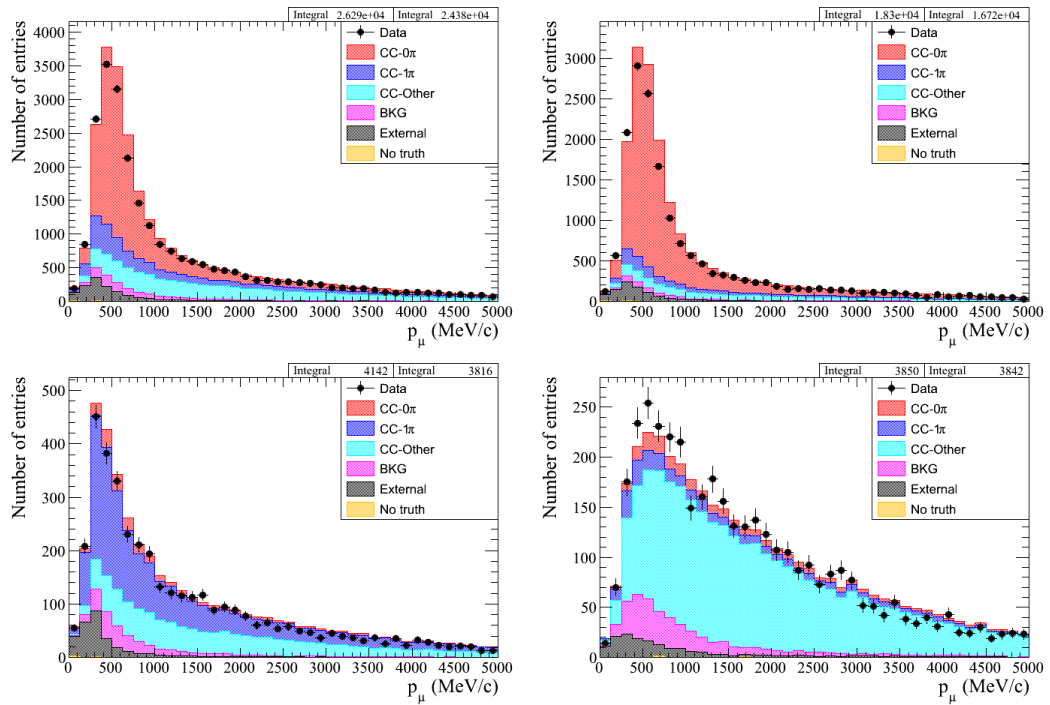 Integral 2.629e+04 Integral 2.438e+04
Number of entries
4000
3500
3000
2500
2000
1500
1000
500
0
Data
CC-0π
CC-1π
CC-Other
BKG
External
No truth
0 500 1000 1500 2000 2500 3000 3500 4000 4500 5000
pμ (MeV/c)
Integral 1.83e+04 Integral 1.672e+04
Number of entries
3000
2500
2000
1500
1000
500
0
Data
CC-0π
CC-1π
CC-Other
BKG
External
No truth
0 500 1000 1500 2000 2500 3000 3500 4000 4500 5000
pμ (MeV/c)
Integral 4142 Integral 3816
Number of entries
500
400
300
200
100
0
Data
CC-0π
CC-1π
CC-Other
BKG
External
No truth
0 500 1000 1500 2000 2500 3000 3500 4000 4500 5000
pμ (MeV/c)
Integral 3850 Integral 3842
Number of entries
250
200
150
100
50
0
Data
CC-0π
CC-1π
CC-Other
BKG
External
No truth
0 500 1000 1500 2000 2500 3000 3500 4000 4500 5000
pμ (MeV/c)